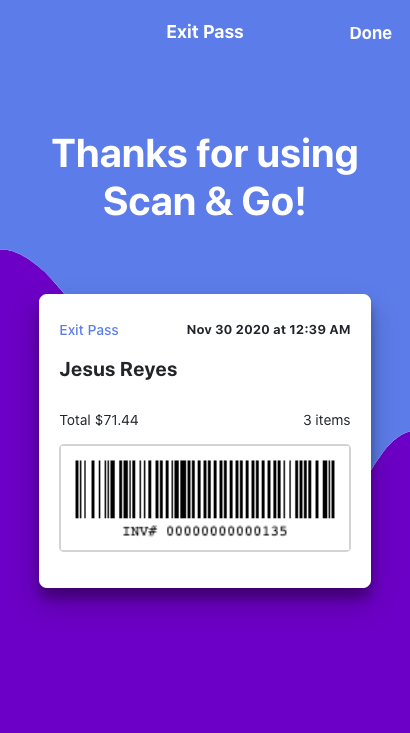 Exit Pass
Done
Thanks for using
Scan & Go!
Exit Pass
Nov 30 2020 at 12:39 AM
Jesus Reyes
Total $71.44
3 items
INV# 00000000000135